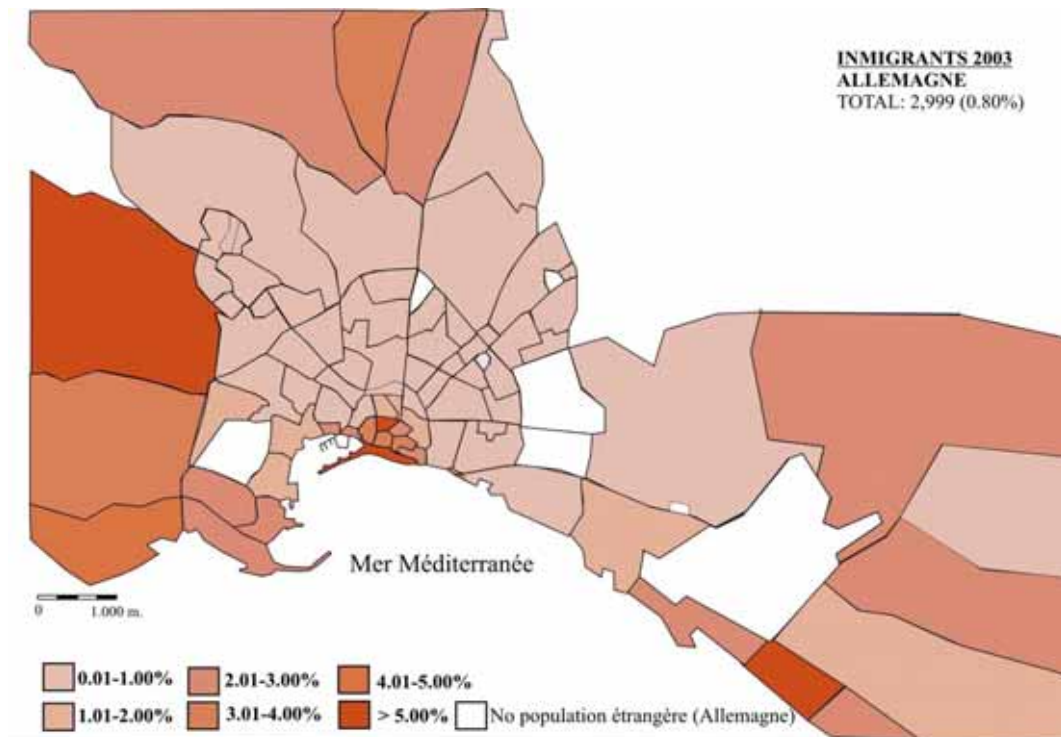 INMIGRANTS 2003
ALLEMAGNE
TOTAL: 2,999 (0.80%)
Mer Méditerranée
0 1.000 m.
0.01-1.00% 2.01-3.00% 4.01-5.00%
1.01-2.00% 3.01-4.00% > 5.00% No population étrangère (Allemagne)